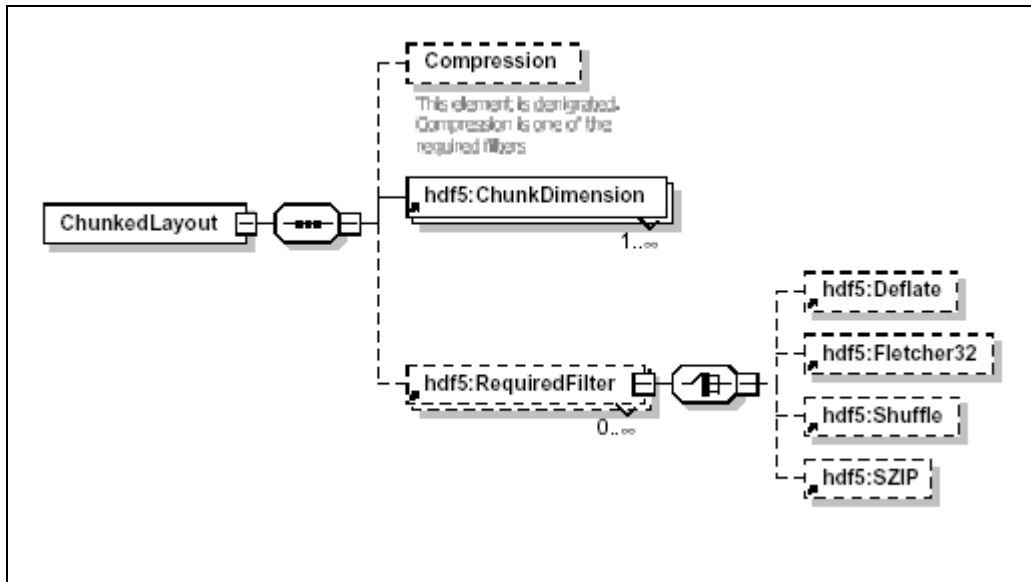 Compression
This element is denigrated.
Compression is one of the
required filters
hdf5:ChunkDimension
1..∞
ChunkedLayout
hdf5:RequiredFilter
0..∞
hdf5:Deflate
hdf5:Fletcher32
hdf5:Shuffle
hdf5:SZIP